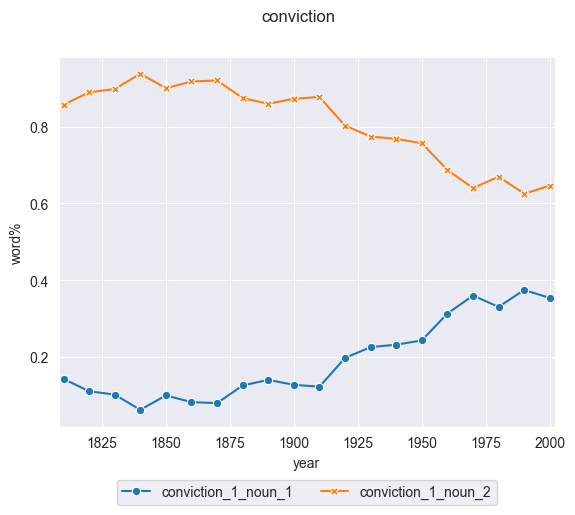 conviction
word%
0.8
0.6
0.4
0.2
1825 1850 1875 1900 1925 1950 1975 2000
year
conviction_1_noun_1 conviction_1_noun_2